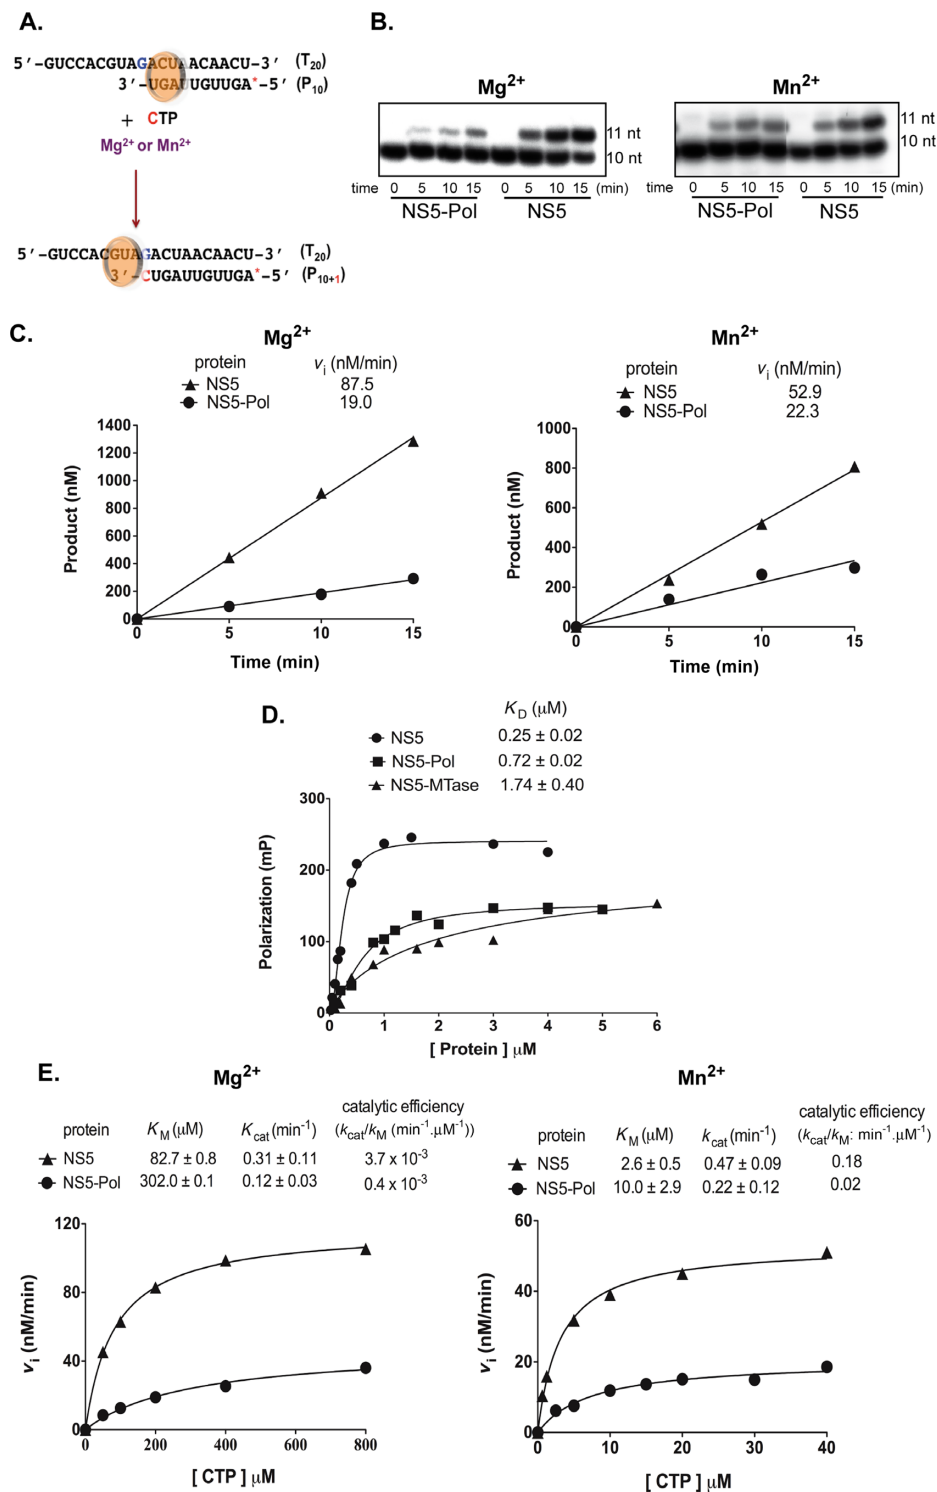 A.
5′-GUCCACGUAGACUAACAACU-3′ (T20)
3′-UGAUUGUUGA*-5′ (P10)
+ CTP
Mg2+ or Mn2+
5′-GUCCACGUAGACUAACAACU-3′ (T20)
3′-CUGAUUGUUGA*-5′ (P10+1)
B.
Mg2+
11 nt
10 nt
time 0 5 10 15 0 5 10 15 (min)
NS5-Pol NS5
Mn2+
11 nt
10 nt
time 0 5 10 15 0 5 10 15 (min)
NS5-Pol NS5
C.
Mg2+
protein vi (nM/min)
NS5 87.5
NS5-Pol 19.0
1400
1200
1000
800
600
400
200
0
Product (nM)
0 5 10 15
Time (min)
Mn2+
protein vi (nM/min)
NS5 52.9
NS5-Pol 22.3
1000
800
600
400
200
0
Product (nM)
0 5 10 15
Time (min)
D.
KD (μM)
NS5 0.25 ± 0.02
NS5-Pol 0.72 ± 0.02
NS5-MTase 1.74 ± 0.40
300
200
100
0
Polarization (mP)
0 1 2 3 4 5 6
[ Protein ] μM
E.
Mg2+
catalytic efficiency
protein KM (μM) Kcat (min-1) (kcat/kM (min-1.μM-1))
NS5 82.7 ± 0.8 0.31 ± 0.11 3.7 x 10-3
NS5-Pol 302.0 ± 0.1 0.12 ± 0.03 0.4 x 10-3
120
80
40
0
vi (nM/min)
0 200 400 600 800
[ CTP ] μM
Mn2+
catalytic efficiency
protein KM (μM) kcat (min-1) (kcat/kM: min-1.μM-1)
NS5 2.6 ± 0.5 0.47 ± 0.09 0.18
NS5-Pol 10.0 ± 2.9 0.22 ± 0.12 0.02
60
40
20
0
vi (nM/min)
0 10 20 30 40
[ CTP ] μM